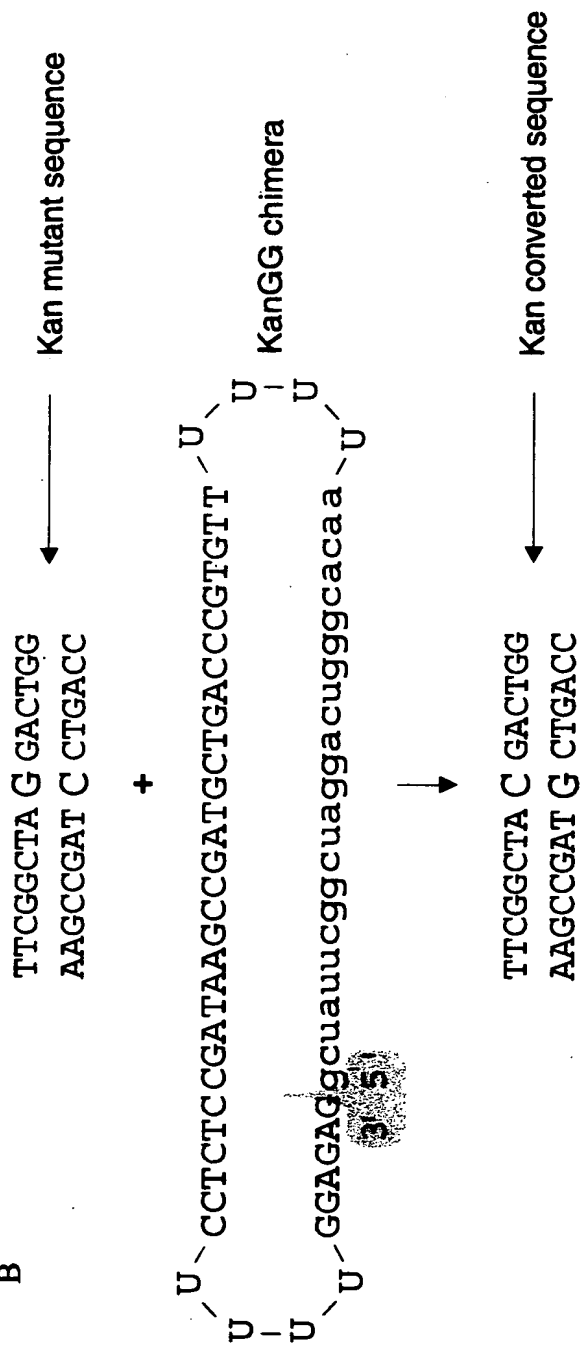 B
TTCGGCTA G GACTGG
AAGCCGAT C CTGACC
Kan mutant sequence
+
U CCTCTCCGATAAGCCGATGCTGACCCGTGTT U
U U
U U
U GGAGAGgcuauucggcuaggacugggcacaa U
3' 5'
KanGG chimera
TTCGGCTA C GACTGG
AAGCCGAT G CTGACC
Kan converted sequence